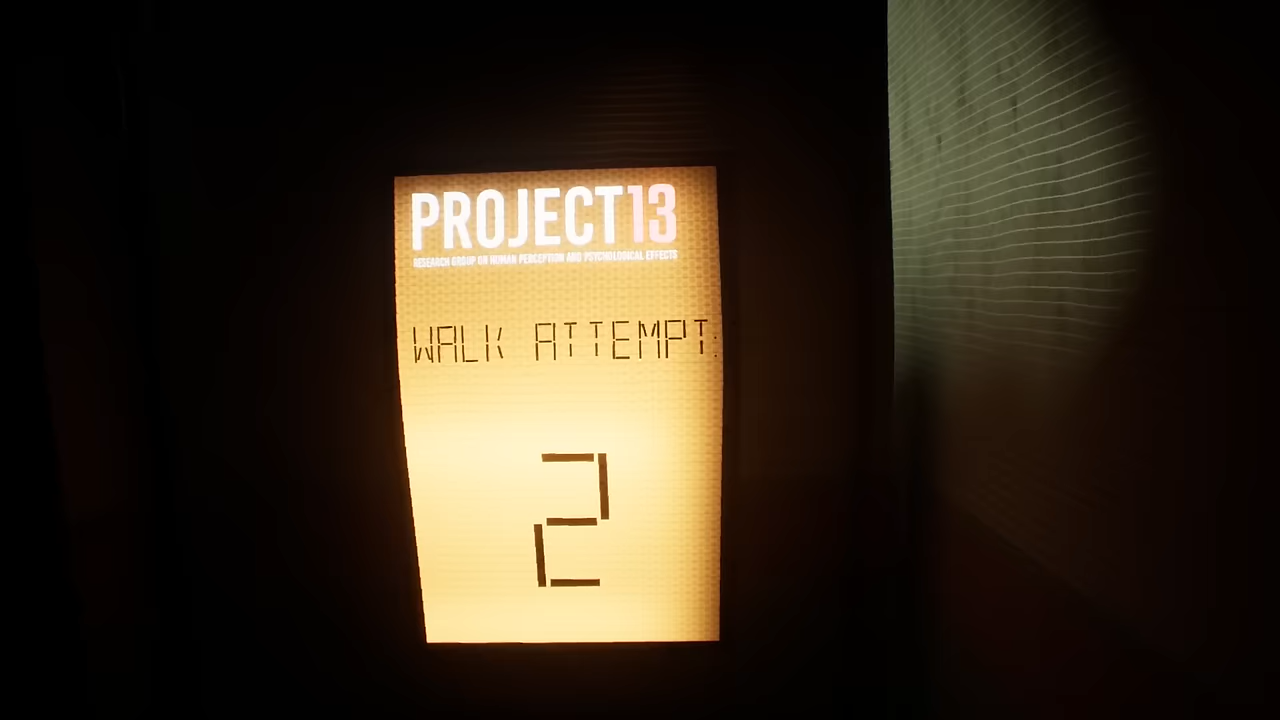 PROJECT13
RESEARCH GROUP ON HUMAN PERCEPTION AND PSYCHOLOGICAL EFFECTS
WALK ATTEMPT:
2